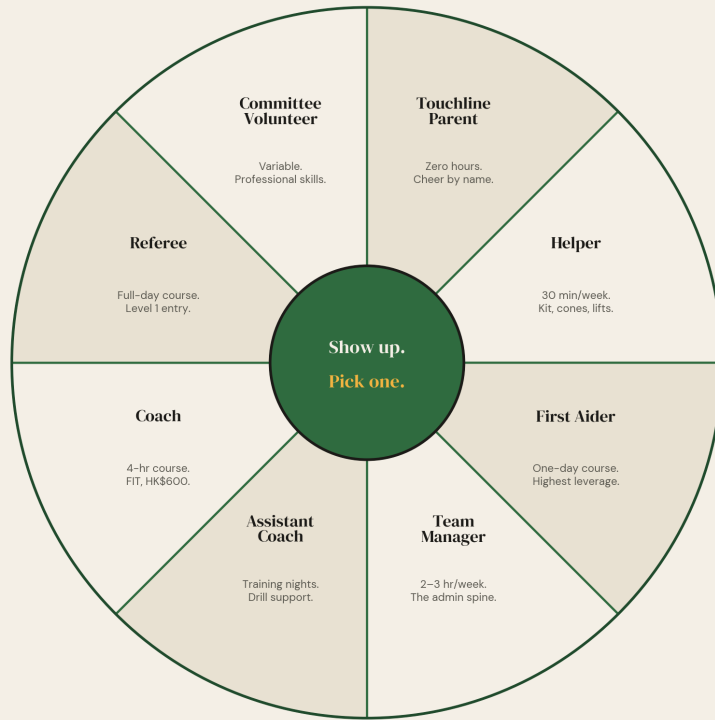 Committee
Volunteer
Variable.
Professional skills.
Touchline
Parent
Zero hours.
Cheer by name.
Referee
Full-day course.
Level 1 entry.
Helper
30 min/week.
Kit, cones, lifts.
Show up.
Pick one.
Coach
4-hr course.
FIT, HK$600.
First Aider
One-day course.
Highest leverage.
Assistant
Coach
Training nights.
Drill support.
Team
Manager
2–3 hr/week.
The admin spine.